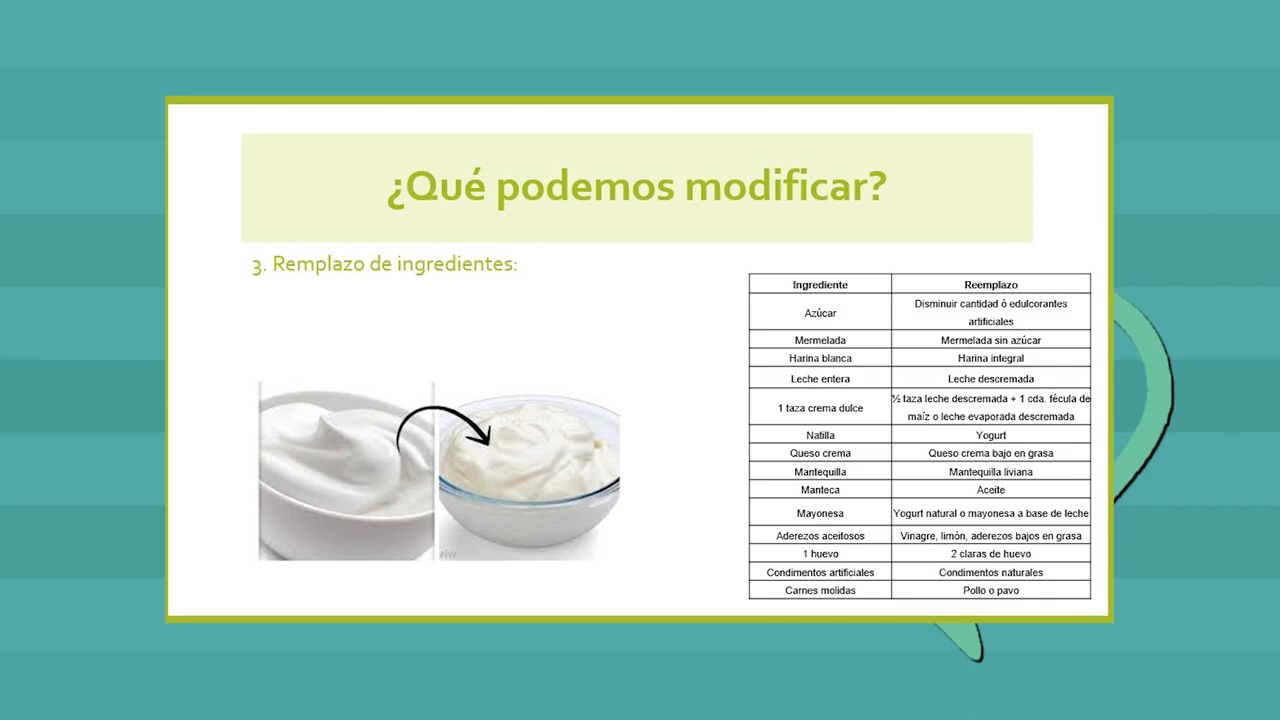 ¿Qué podemos modificar?
3. Remplazo de ingredientes:
Ingrediente Reemplazo
Azúcar Disminuir cantidad ó edulcorantes
artificiales
Mermelada Mermelada sin azúcar
Harina blanca Harina integral
Leche entera Leche descremada
1 taza crema dulce ½ taza leche descremada + 1 cda. fécula de
maíz o leche evaporada descremada
Natilla Yogurt
Queso crema Queso crema bajo en grasa
Mantequilla Mantequilla liviana
Manteca Aceite
Mayonesa Yogurt natural o mayonesa a base de leche
Aderezos aceitosos Vinagre, limón, aderezos bajos en grasa
1 huevo 2 claras de huevo
Condimentos artificiales Condimentos naturales
Carnes molidas Pollo o pavo